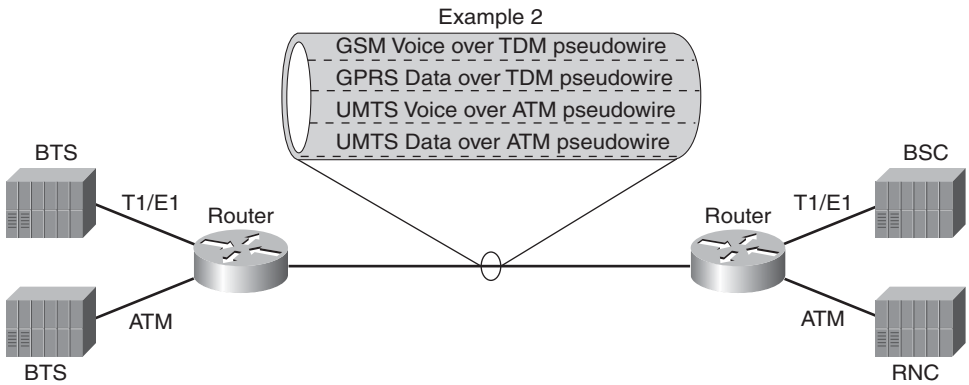 Example 2
GSM Voice over TDM pseudowire
GPRS Data over TDM pseudowire
UMTS Voice over ATM pseudowire
UMTS Data over ATM pseudowire
BTS
BSC
T1/E1
T1/E1
Router
Router
ATM
ATM
BTS
RNC